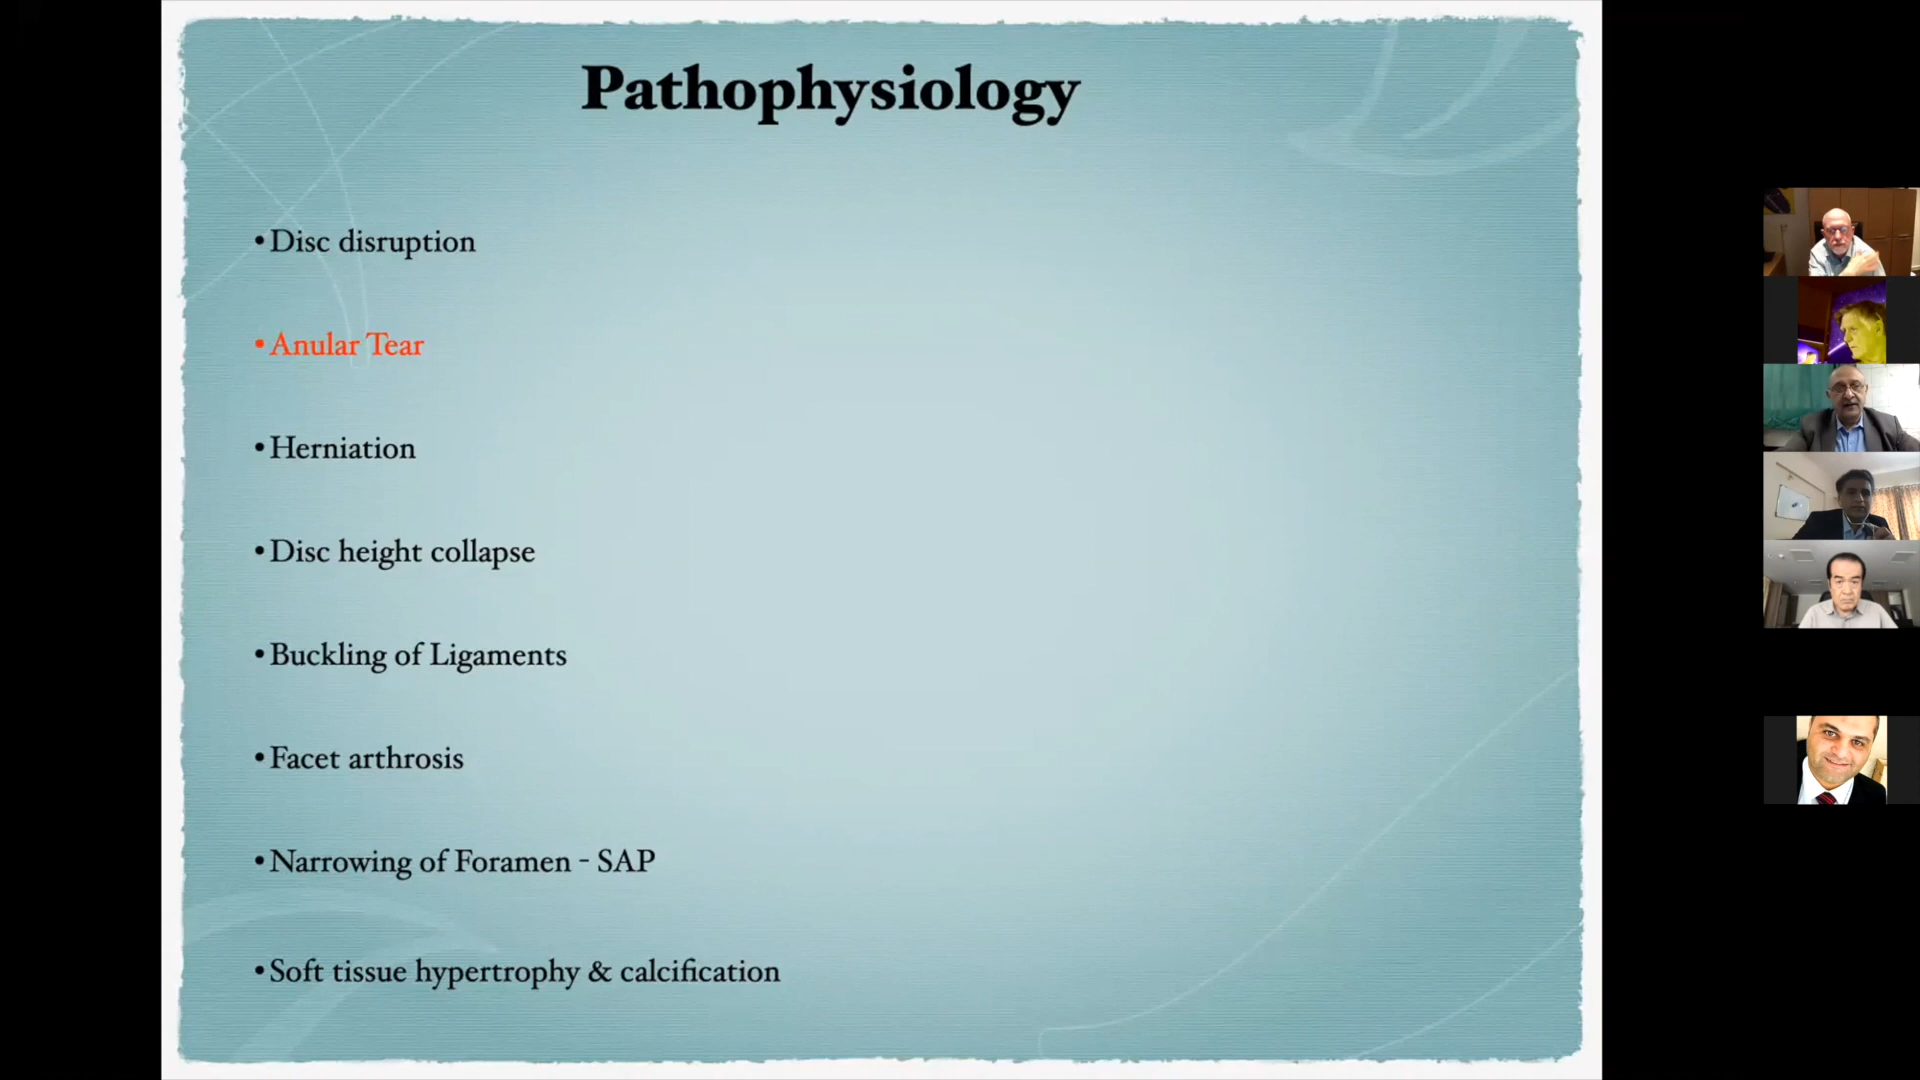 Pathophysiology
•Disc disruption
•Anular Tear
•Herniation
•Disc height collapse
•Buckling of Ligaments
•Facet arthrosis
•Narrowing of Foramen - SAP
•Soft tissue hypertrophy & calcification